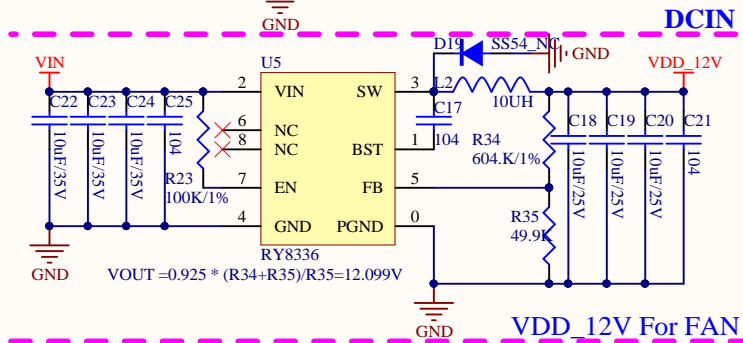 GND
DCIN
D19
SS54_NC
GND
VIN
U5
VDD_12V
C22
C23
C24
C25
2
VIN
SW
3
L2
10UH
C17
104
C18
C19
C20
C21
6
NC
8
NC
BST
1
R34
604.K/1%
10uF/35V
10uF/35V
10uF/35V
104
R23
100K/1%
7
EN
FB
5
10uF/25V
10uF/25V
10uF/25V
104
4
GND
PGND
0
R35
49.9K
GND
RY8336
VOUT =0.925 * (R34+R35)/R35=12.099V
GND
VDD_12V For FAN